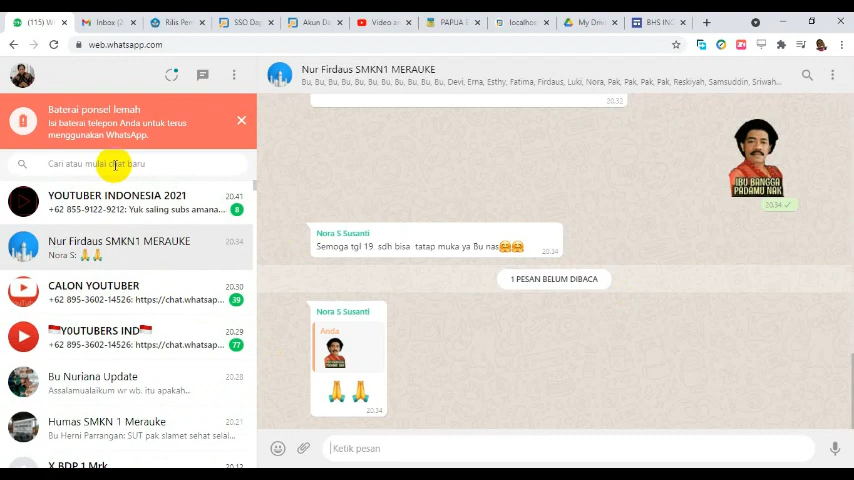 (115) W
Inbox (2
Rilis Pem
SSO Dap
Akun Da
Video an
PAPUA E
localhos
My Driv
BHS INC
web.whatsapp.com
Nur Firdaus SMKN1 MERAUKE
Bu, Bu, Bu, Bu, Bu, Bu, Bu, Bu, Bu, Bu, Devi, Erna, Esthy, Fatima, Firdaus, Luki, Nora, Pak, Pak, Pak, Pak, Reskiyah, Samsuddin, Sriwah...
Baterai ponsel lemah
Isi baterai telepon Anda untuk terus
menggunakan WhatsApp.
Cari atau mulai chat baru
YOUTUBER INDONESIA 2021 20.41
+62 855-9122-9212: Yuk saling subs amana... 8
Nur Firdaus SMKN1 MERAUKE 20.34
Nora S: 🙏🙏
CALON YOUTUBER 20.30
+62 895-3602-14526: https://chat.whatsap... 39
🇮🇩Y0UTUBERS IND🇮🇩 20.29
+62 895-3602-14526: https://chat.whatsap... 77
Bu Nuriana Update 20.28
Assalamualaikum wr wb. itu apakah..
Humas SMKN 1 Merauke 20.21
Bu Herni Parrangan: SUT pak slamet sehat selal...
X BDP 1 Mrk 20.12
20.32
IBU BANGGA
PADAMU NAK
20.34
Nora S Susanti
Semoga tgl 19 sdh bisa tatap muka ya Bu nas🤗🤗 20.34
1 PESAN BELUM DIBACA
Nora S Susanti
Anda
🙏🙏
20.34
Ketik pesan